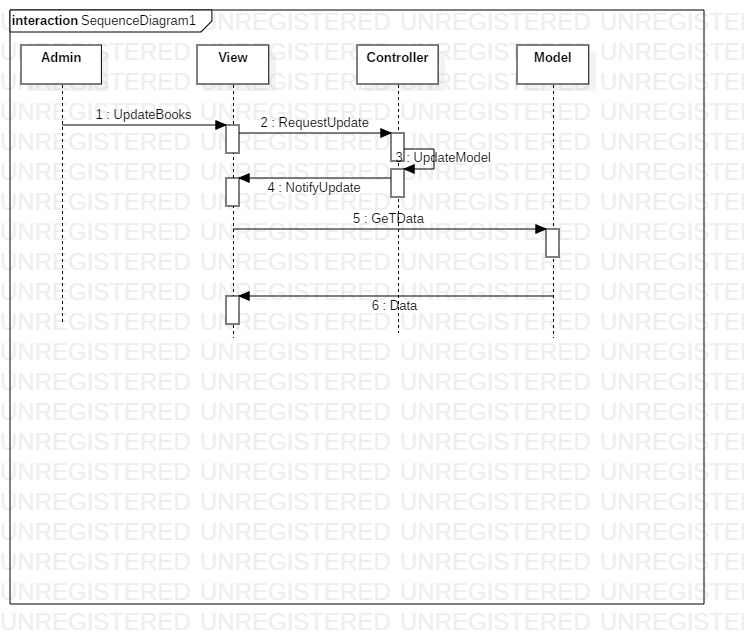 interaction SequenceDiagram1
Admin View Controller Model
1 : UpdateBooks
2 : RequestUpdate
3 : UpdateModel
4 : NotifyUpdate
5 : GeTData
6 : Data
UNREGISTERED UNREGISTERED UNREGISTERED UNREGISTERED